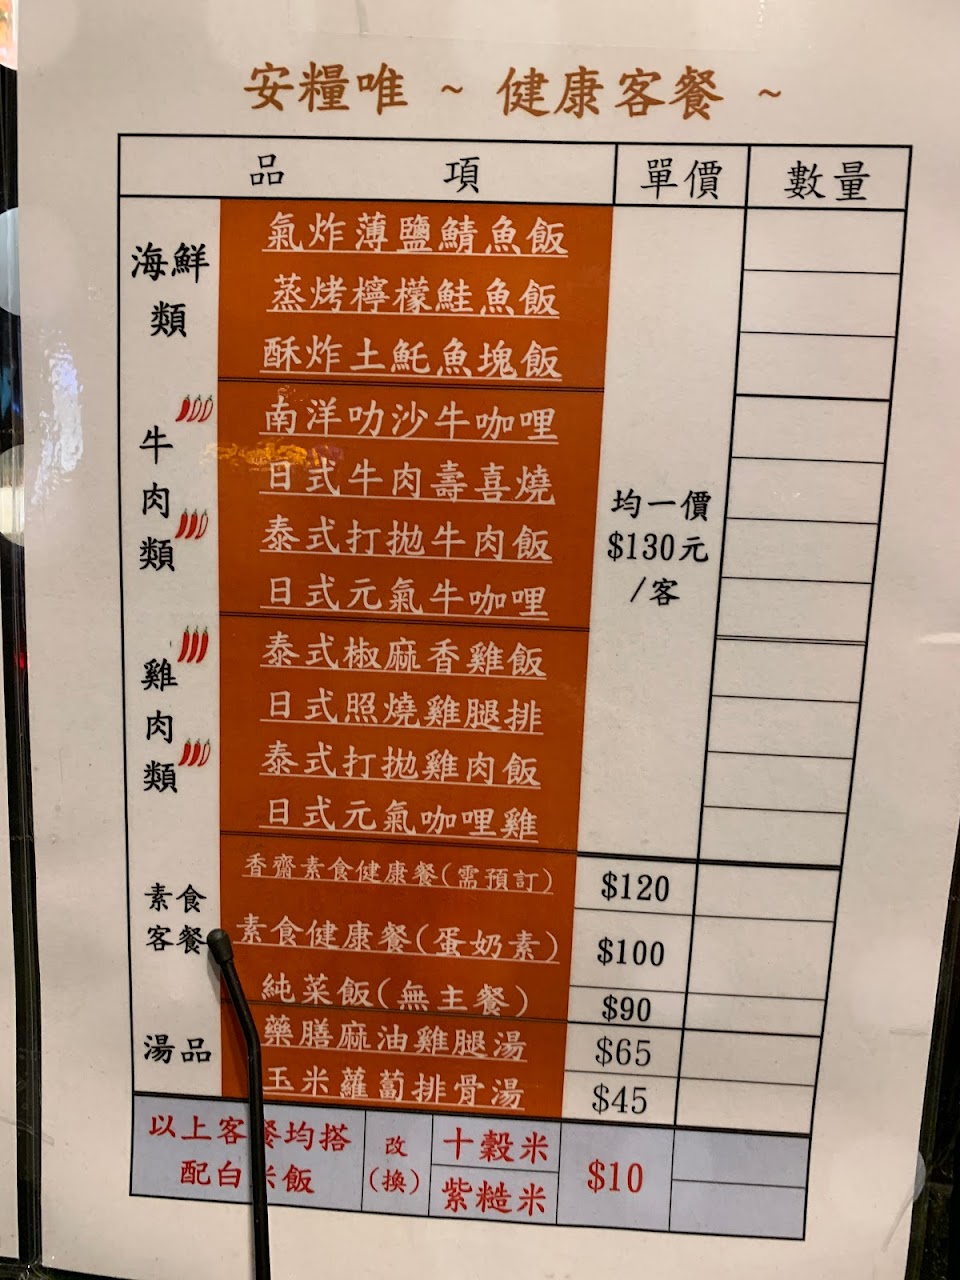 安糧唯 ~ 健康客餐 ~
品項 單價 數量
海鮮類
氣炸薄鹽鯖魚飯
蒸烤檸檬鮭魚飯
酥炸土魠魚塊飯
牛肉類
南洋叻沙牛咖哩
日式牛肉壽喜燒
泰式打拋牛肉飯
日式元氣牛咖哩
雞肉類
泰式椒麻香雞飯
日式照燒雞腿排
泰式打拋雞肉飯
日式元氣咖哩雞
均一價
$130元
/客
素食客餐
香齋素食健康餐(需預訂) $120
素食健康餐(蛋奶素) $100
純菜飯(無主餐) $90
湯品
藥膳麻油雞腿湯 $65
玉米蘿蔔排骨湯 $45
以上客餐均搭
配白米飯
改
(換)
十穀米
紫糙米
$10